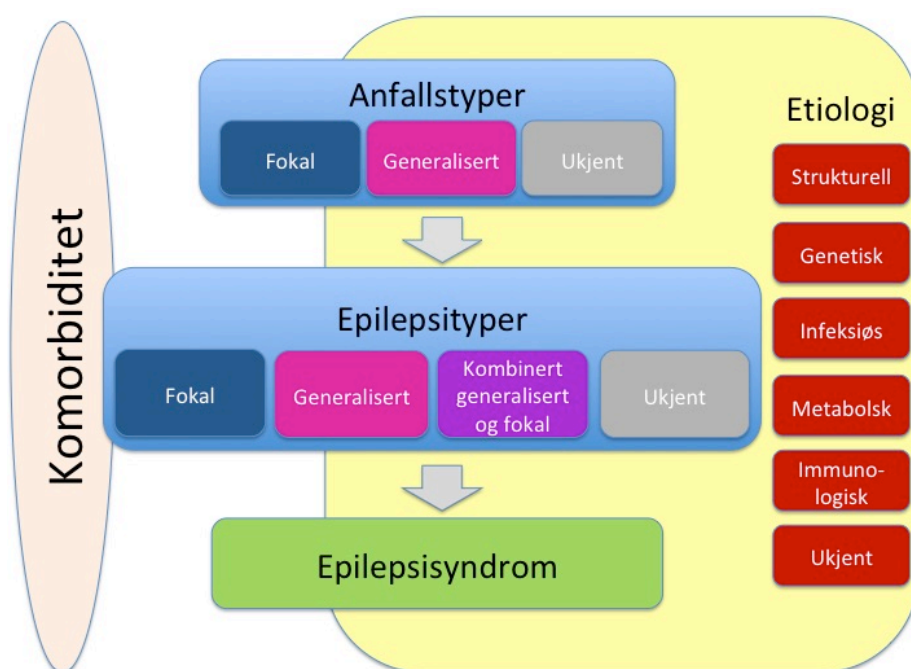 Komorbiditet
Anfallstyper
Fokal
Generalisert
Ukjent
Epilepsityper
Fokal
Generalisert
Kombinert
generalisert
og fokal
Ukjent
Epilepsisyndrom
Etiologi
Strukturell
Genetisk
Infeksiøs
Metabolsk
Immuno-
logisk
Ukjent